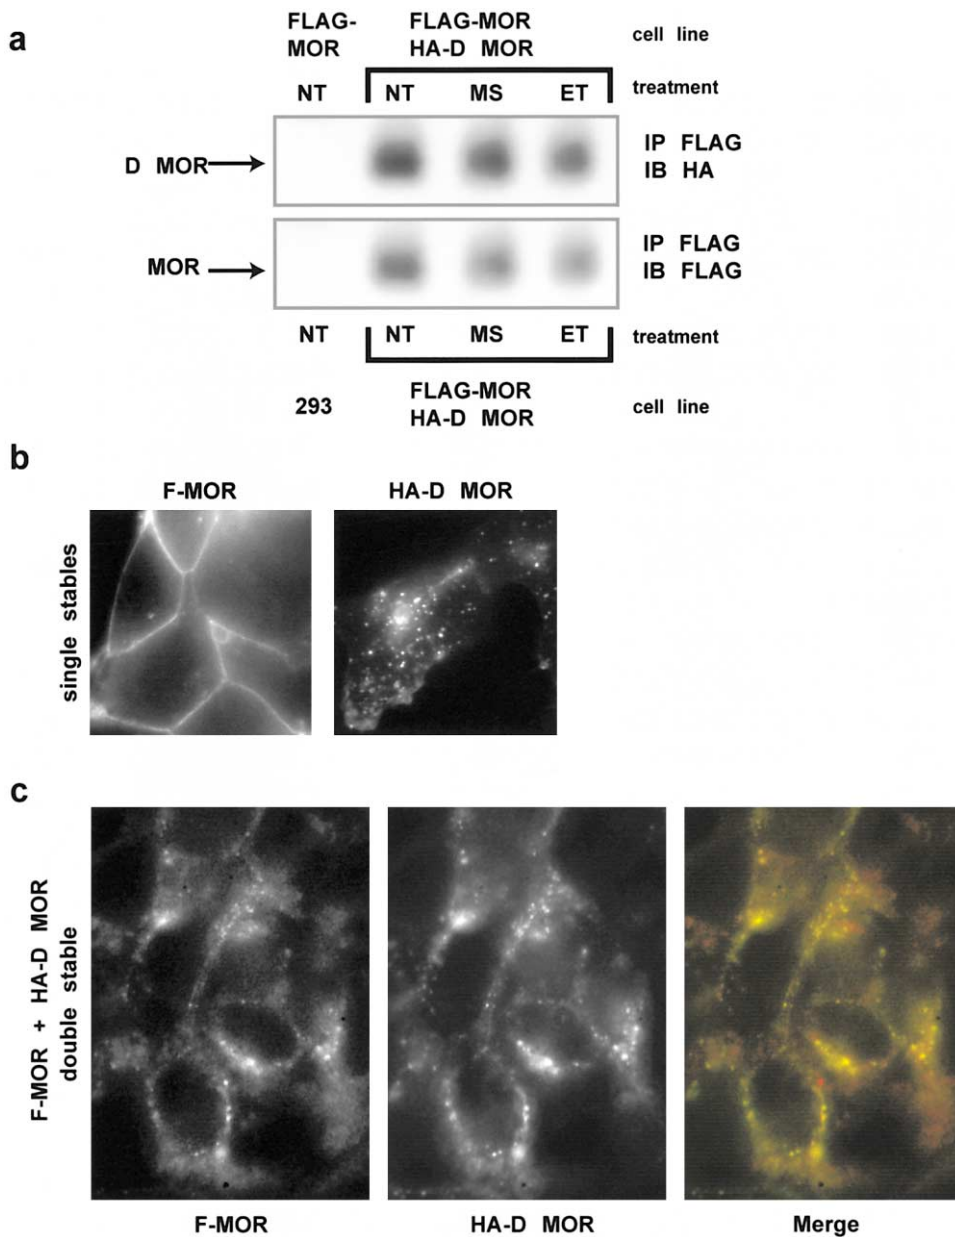 a
FLAG-
MOR
FLAG-MOR
HA-D MOR
cell line
NT
NT MS ET
treatment
D MOR
IP FLAG
IB HA
MOR
IP FLAG
IB FLAG
NT
NT MS ET
treatment
293
FLAG-MOR
HA-D MOR
cell line
b
F-MOR
HA-D MOR
single stables
c
F-MOR + HA-D MOR
double stable
F-MOR
HA-D MOR
Merge